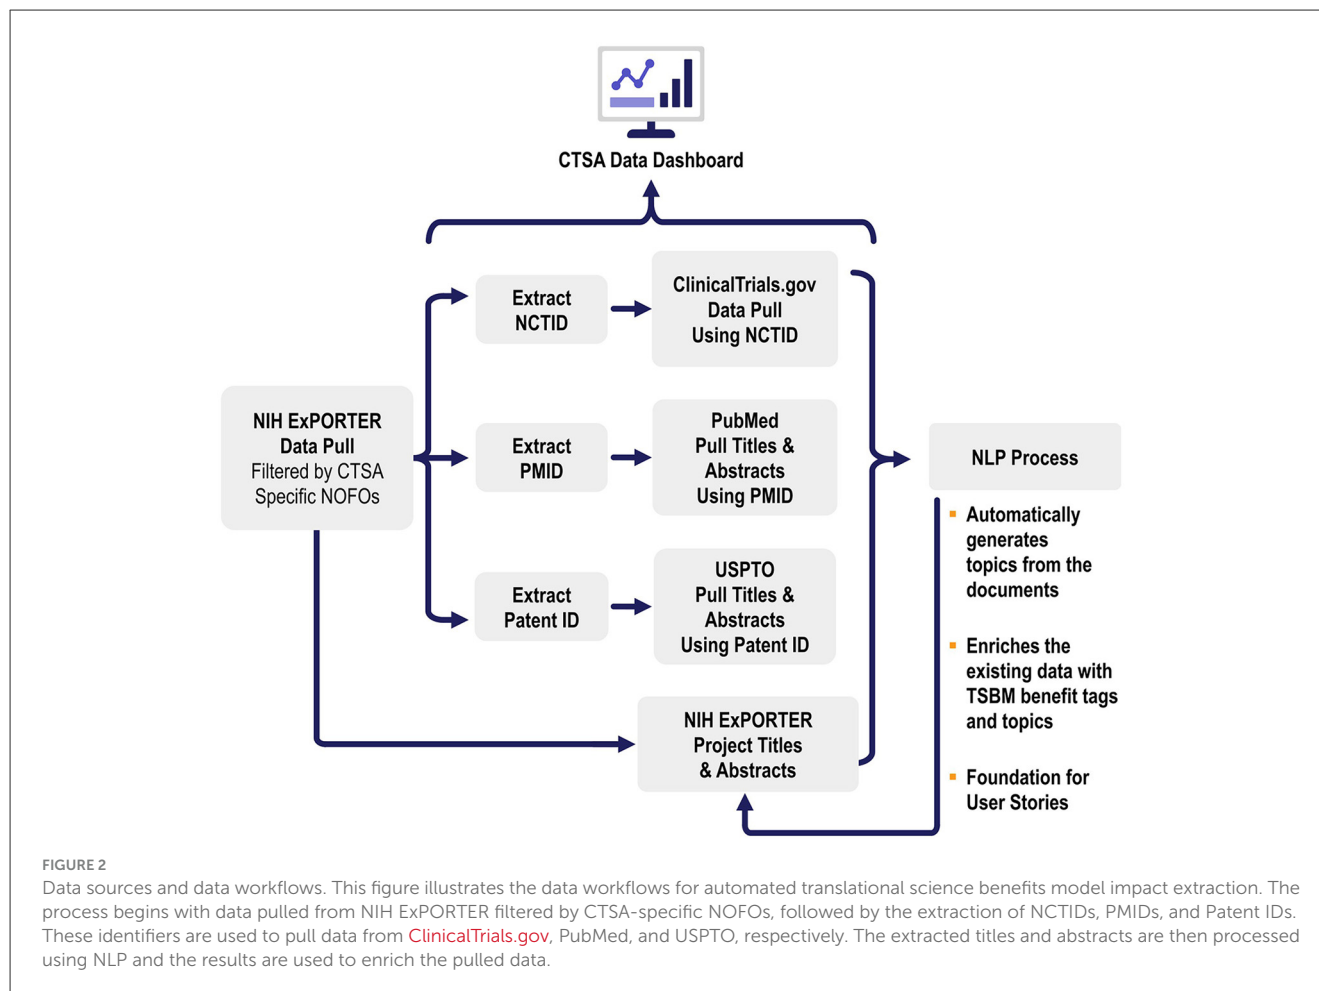 CTSA Data Dashboard
Extract
NCTID
ClinicalTrials.gov
Data Pull
Using NCTID
NIH ExPORTER
Data Pull
Filtered by CTSA
Specific NOFOs
Extract
PMID
PubMed
Pull Titles &
Abstracts
Using PMID
NLP Process
Extract
Patent ID
USPTO
Pull Titles &
Abstracts
Using Patent ID
NIH ExPORTER
Project Titles
& Abstracts
Automatically
generates
topics from the
documents
Enriches the
existing data with
TSBM benefit tags
and topics
Foundation for
User Stories
FIGURE 2
Data sources and data workflows. This figure illustrates the data workflows for automated translational science benefits model impact extraction. The
process begins with data pulled from NIH ExPORTER filtered by CTSA-specific NOFOs, followed by the extraction of NCTIDs, PMIDs, and Patent IDs.
These identifiers are used to pull data from ClinicalTrials.gov, PubMed, and USPTO, respectively. The extracted titles and abstracts are then processed
using NLP and the results are used to enrich the pulled data.